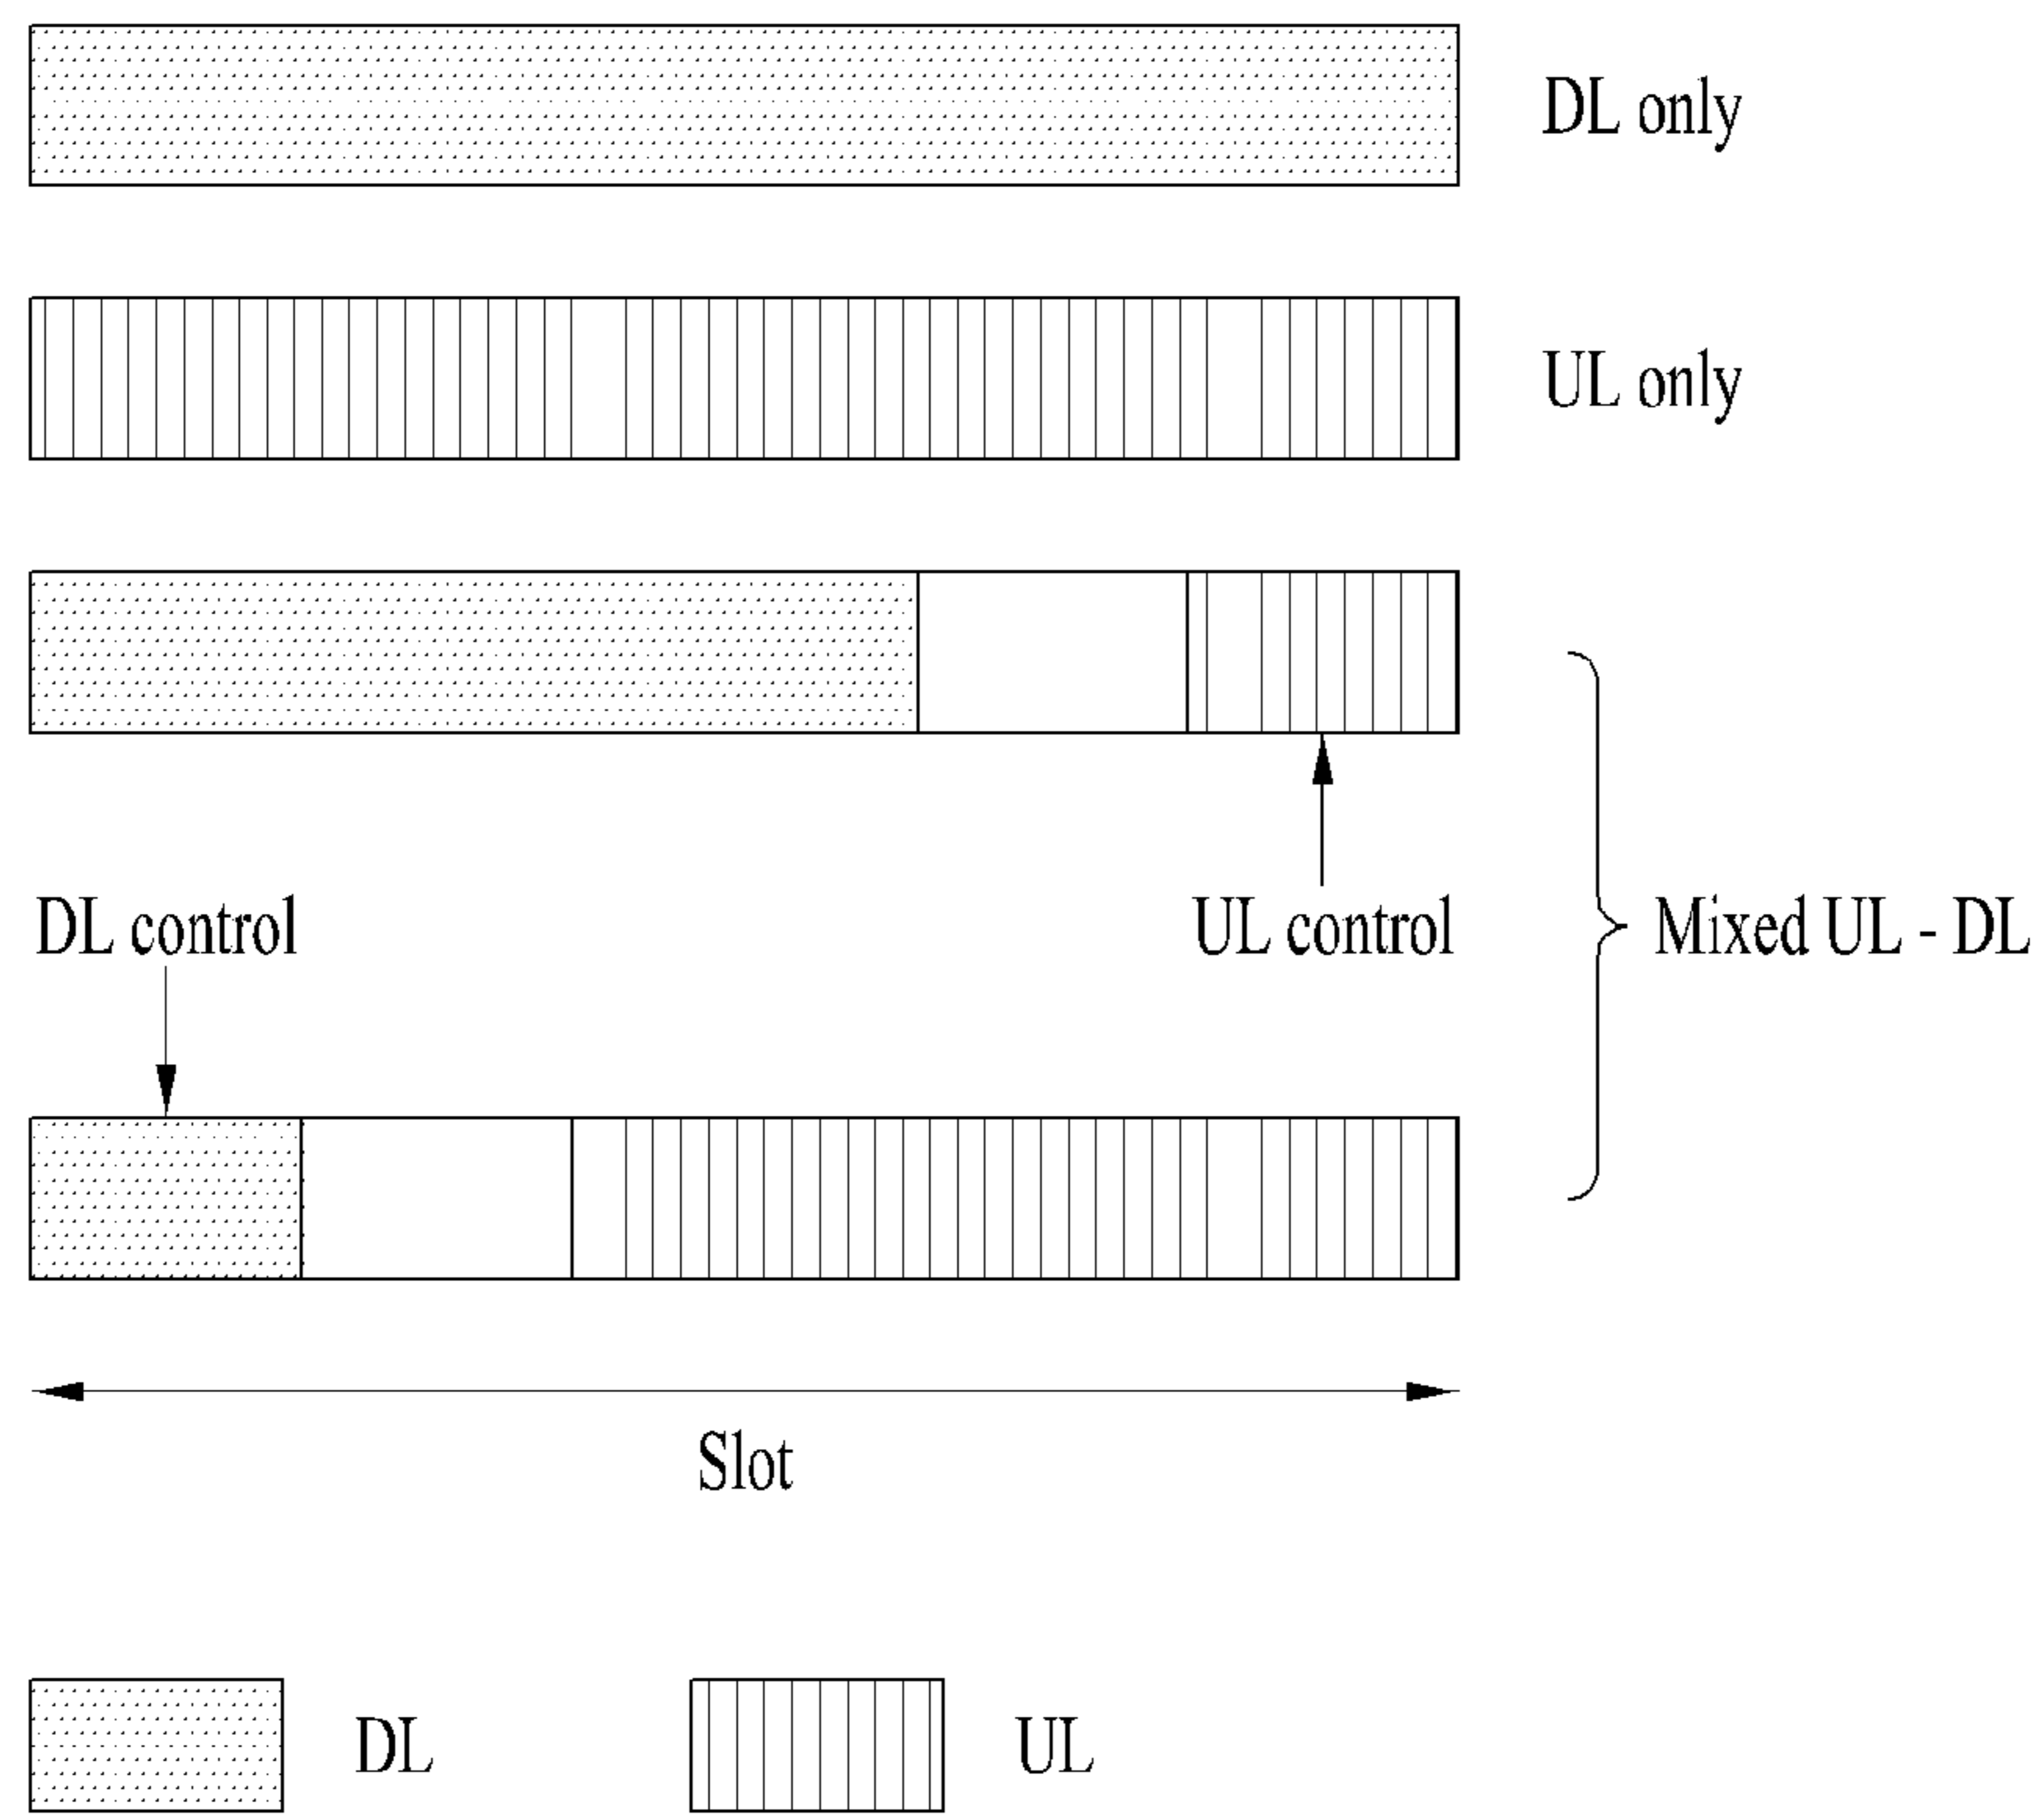 DL only
UL only
DL control
UL control
Mixed UL - DL
Slot
DL
UL